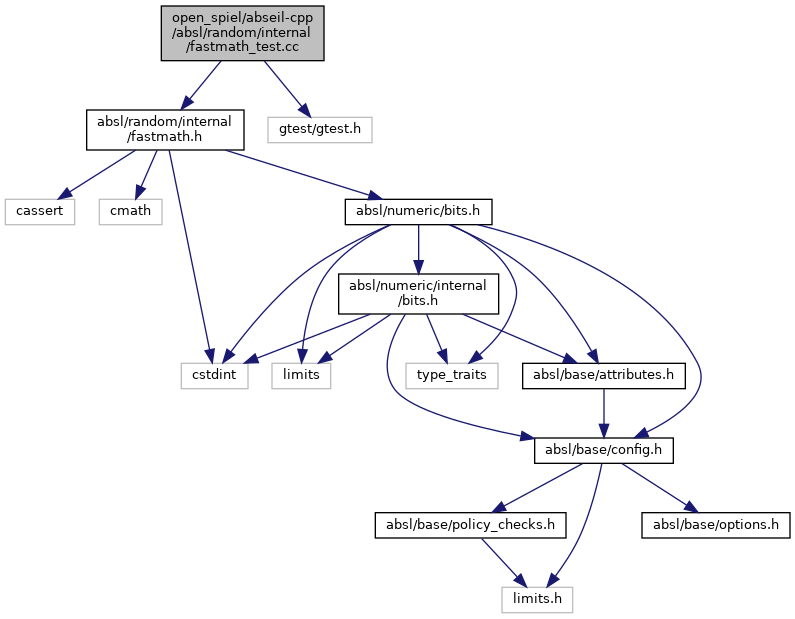 open_spiel/abseil-cpp
/absl/random/internal
/fastmath_test.cc
absl/random/internal
/fastmath.h
gtest/gtest.h
cassert
cmath
absl/numeric/bits.h
absl/numeric/internal
/bits.h
cstdint
limits
type_traits
absl/base/attributes.h
absl/base/config.h
absl/base/policy_checks.h
absl/base/options.h
limits.h